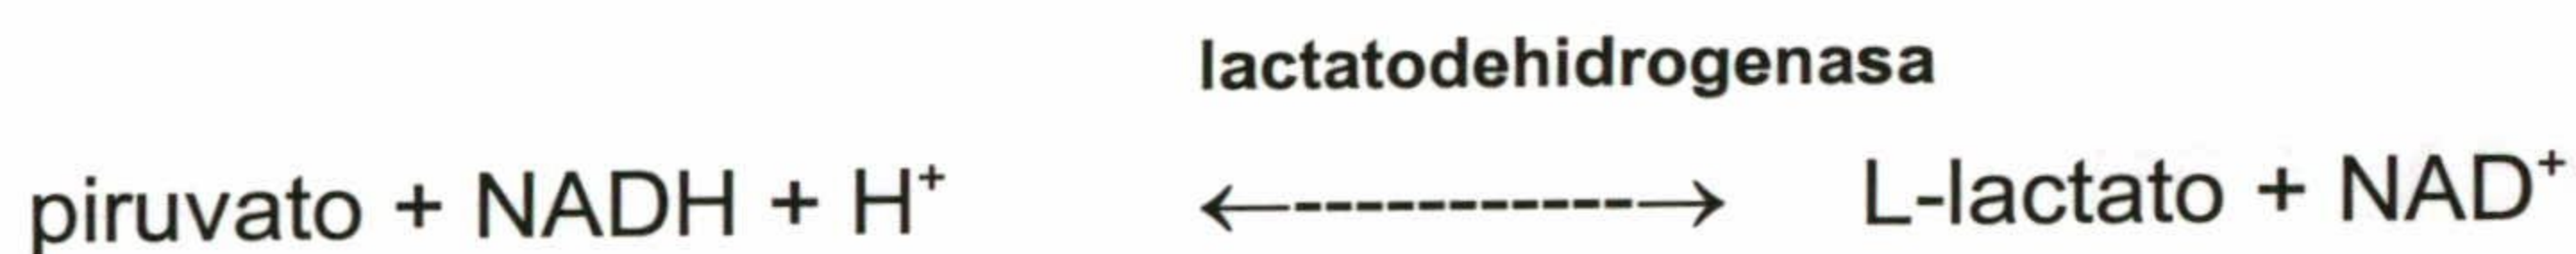 lactatodehidrogenasa
piruvato + NADH + H⁺ ←-----------→ L-lactato + NAD⁺